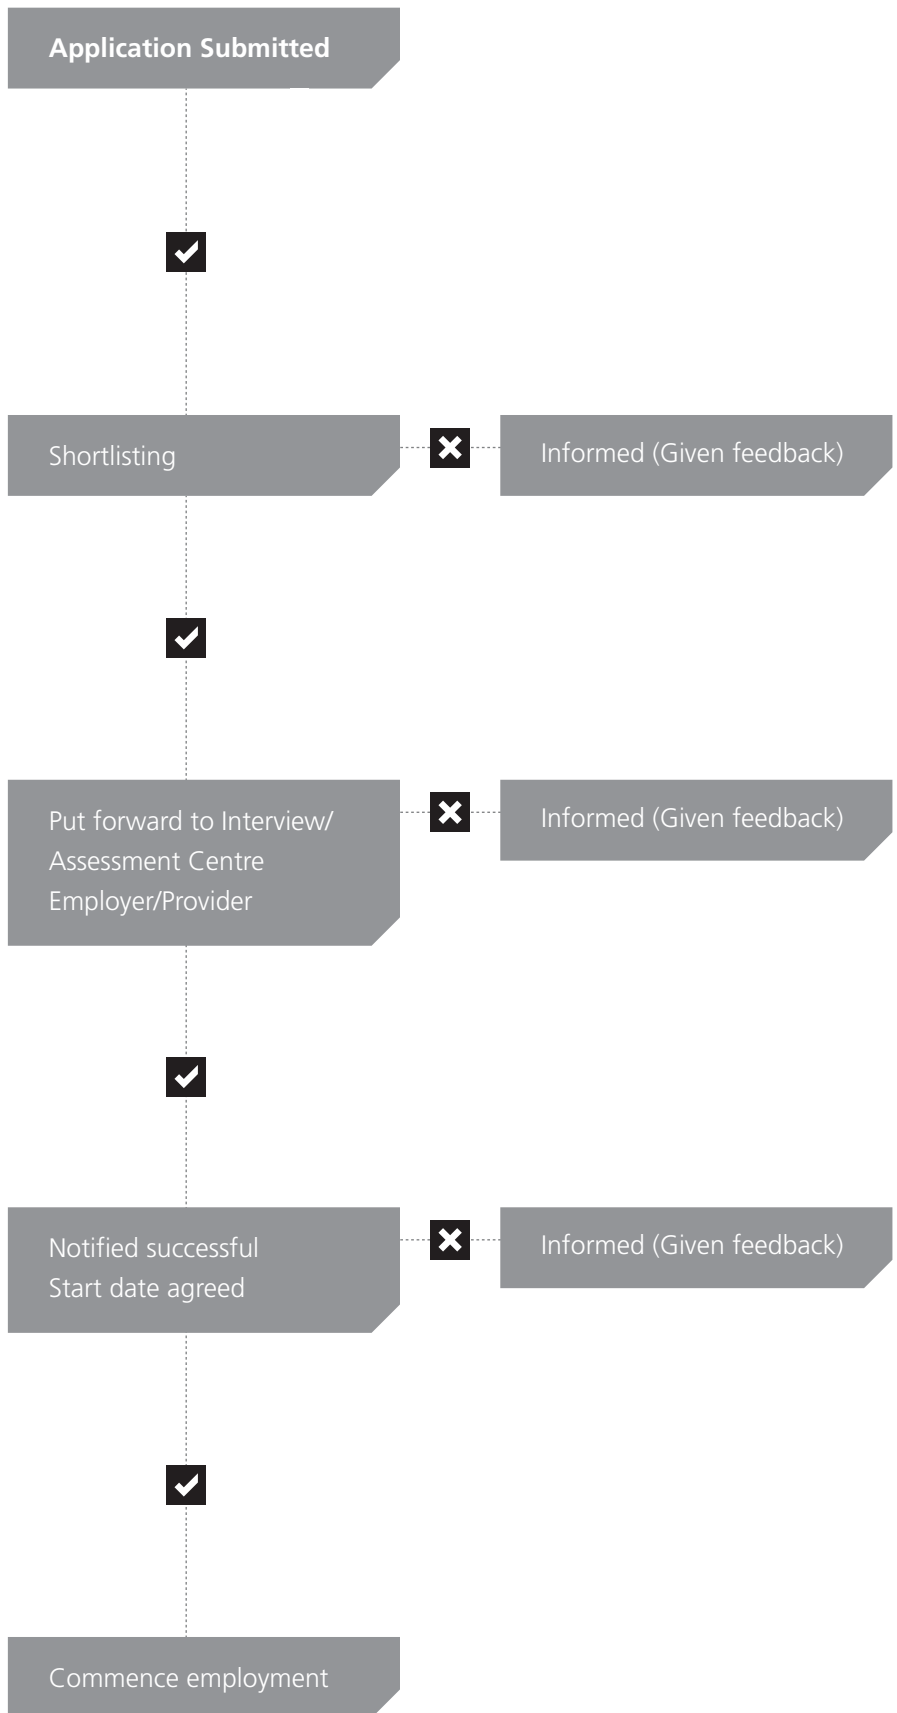 Application Submitted
Shortlisting
Informed (Given feedback)
Put forward to Interview/
Assessment Centre
Employer/Provider
Informed (Given feedback)
Notified successful
Start date agreed
Informed (Given feedback)
Commence employment